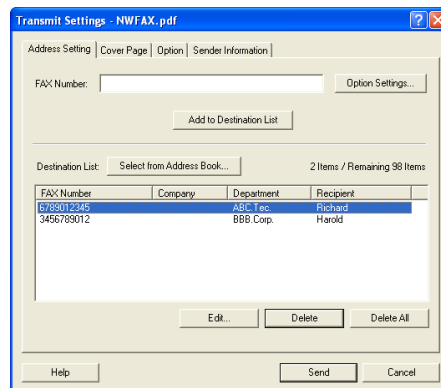 Transmit Settings - NWFAX.pdf
Address Setting Cover Page Option Sender Information
FAX Number: Option Settings...
Add to Destination List
Destination List: Select from Address Book... 2 Items / Remaining 98 Items
FAX Number Company Department Recipient
6789012345 ABC.Tec. Richard
3456789012 BBB.Corp. Harold
Edit... Delete Delete All
Help Send Cancel